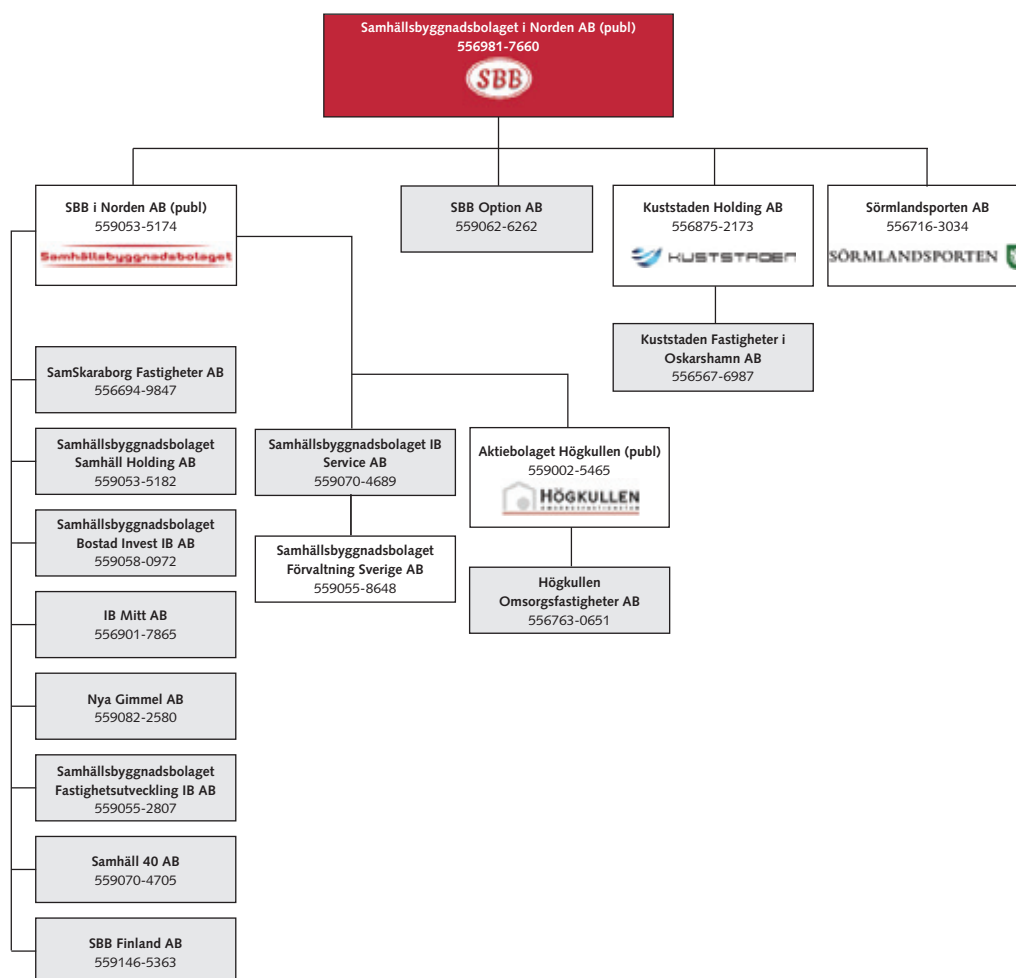 Samhällsbyggnadsbolaget i Norden AB (publ)
556981-7660
SBB
SBB i Norden AB (publ)
559053-5174
Samhällsbyggnadsbolaget
SBB Option AB
559062-6262
Kuststaden Holding AB
556875-2173
KUSTSTADEN
Sörmlandsporten AB
556716-3034
SÖRMLANDSPORTEN
Kuststaden Fastigheter i
Oskarshamn AB
556567-6987
SamSkaraborg Fastigheter AB
556694-9847
Samhällsbyggnadsbolaget
Samhäll Holding AB
559053-5182
Samhällsbyggnadsbolaget IB
Service AB
559070-4689
Aktiebolaget Högkullen (publ)
559002-5465
HÖGKULLEN
OMSORGSFASTIGHETER
Samhällsbyggnadsbolaget
Bostad Invest IB AB
559058-0972
Samhällsbyggnadsbolaget
Förvaltning Sverige AB
559055-8648
Högkullen
Omsorgsfastigheter AB
556763-0651
IB Mitt AB
556901-7865
Nya Gimmel AB
559082-2580
Samhällsbyggnadsbolaget
Fastighetsutveckling IB AB
559055-2807
Samhäll 40 AB
559070-4705
SBB Finland AB
559146-5363